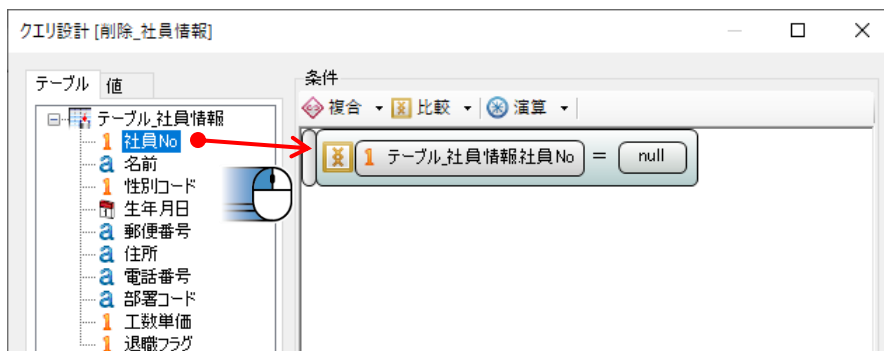 クエリ設計 [削除_社員情報]
テーブル 値
テーブル_社員情報
社員No
名前
性別コード
生年月日
郵便番号
住所
電話番号
部署コード
工数単価
退職フラグ
条件
複合 比較 演算
テーブル_社員情報.社員No = null